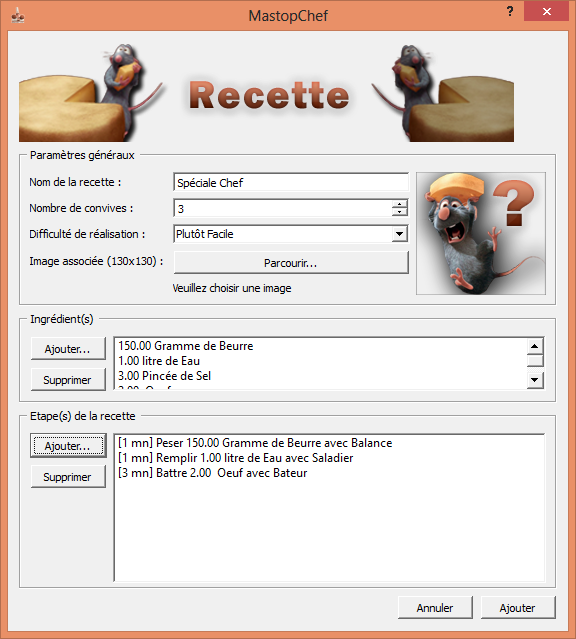 MastopChef
?
Recette
Paramètres généraux
Nom de la recette :
Spéciale Chef
Nombre de convives :
3
Difficulté de réalisation :
Plutôt Facile
Image associée (130x130) :
Parcourir...
Veuillez choisir une image
?
Ingrédient(s)
Ajouter...
Supprimer
150.00 Gramme de Beurre
1.00 litre de Eau
3.00 Pincée de Sel
Etape(s) de la recette
Ajouter...
Supprimer
[1 mn] Peser 150.00 Gramme de Beurre avec Balance
[1 mn] Remplir 1.00 litre de Eau avec Saladier
[3 mn] Battre 2.00  Oeuf avec Bateur
Annuler
Ajouter